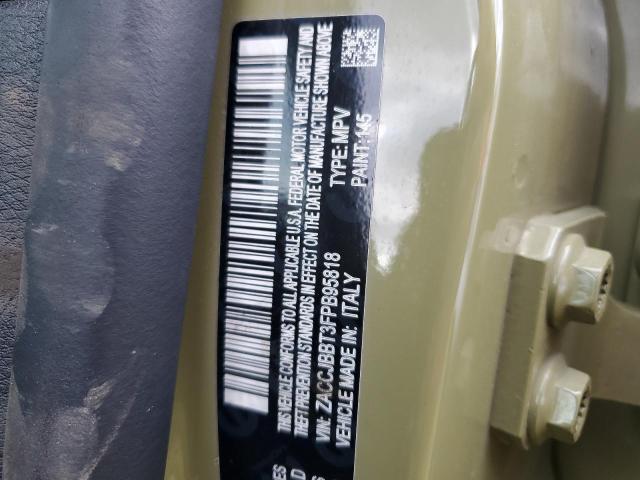 THIS VEHICLE CONFORMS TO ALL APPLICABLE U.S.A. FEDERAL MOTOR VEHICLE SAFETY, AND
THEFT PREVENTION STANDARDS IN EFFECT ON THE DATE OF MANUFACTURE SHOWN ABOVE
VIN: ZACCJBBT3FPB95818 TYPE: MPV
VEHICLE MADE IN: ITALY PAINT: 145